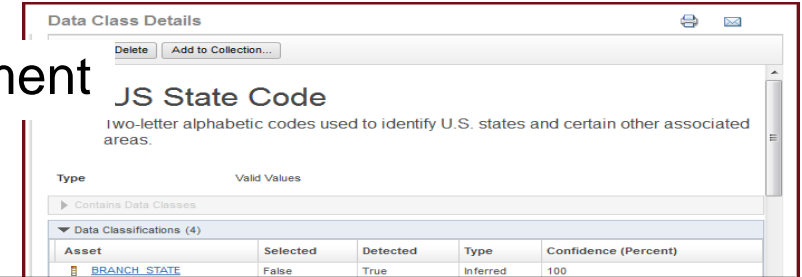 Data Class Details
Delete Add to Collection...
ment
US State Code
Two-letter alphabetic codes used to identify U.S. states and certain other associated
areas.
Type Valid Values
Contains Data Classes
Data Classifications (4)
Asset Selected Detected Type Confidence (Percent)
BRANCH_STATE False True Inferred 100